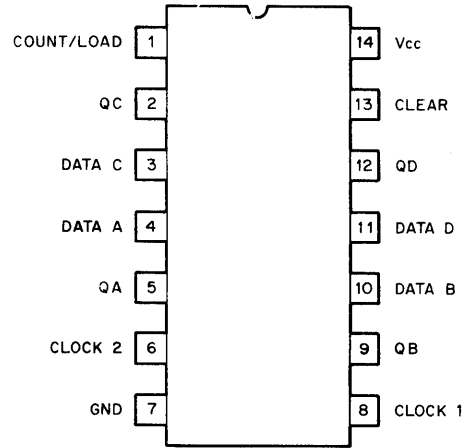 COUNT/LOAD 1 14 Vcc
QC 2 13 CLEAR
DATA C 3 12 QD
DATA A 4 11 DATA D
QA 5 10 DATA B
CLOCK 2 6 9 QB
GND 7 8 CLOCK 1